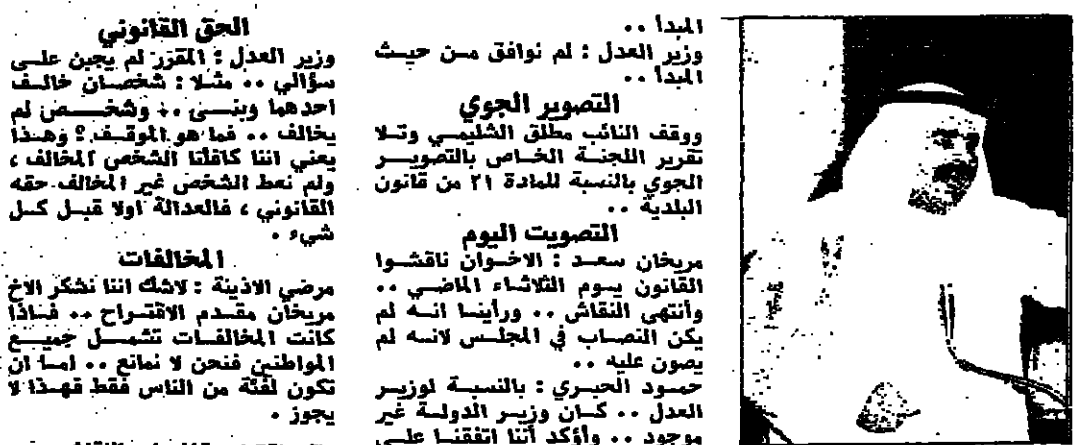 المبدأ ..
وزير العدل : لم نوافق من حيث
المبدأ ..
التصوير الجوي
ووقف النائب مطلق الشليمي وتلا
تقرير اللجنة الخاص بالتصوير
الجوي بالنسبة للمادة ٢١ من قانون
البلدية ..
التصويت اليوم
مريخان سعد : الاخوان ناقشوا
القانون يوم الثلاثاء الماضي ..
وأنتهى النقاش .. ورأينا انه لم
يكن النصاب في المجلس لانه لم
يصون عليه ..
حمود الجبري : بالنسبة لوزير
العدل .. كان وزير الدولة غير
موجود .. وأؤكد أننا اتفقنا على
الحق القانوني
وزير العدل : المقرر لم يجبن على
سؤالي .. مثلا : شخصان خالف
احدهما وبنى .. وشخص لم
يخالف .. فما هو الموقف ؟ وهذا
يعني اننا كافأنا الشخص المخالف ،
ولم نعط الشخص غير المخالف حقه
القانوني ، فالعدالة اولا قبل كل
شيء .
المخالفات
مرضي الاذينة : لاشك اننا نشكر الاخ
مريخان مقدم الاقتراح .. فاذا
كانت المخالفات تشمل جميع
المواطنين فنحن لا نمانع .. اما ان
تكون لفئة من الناس فقط فهذا لا
يجوز .